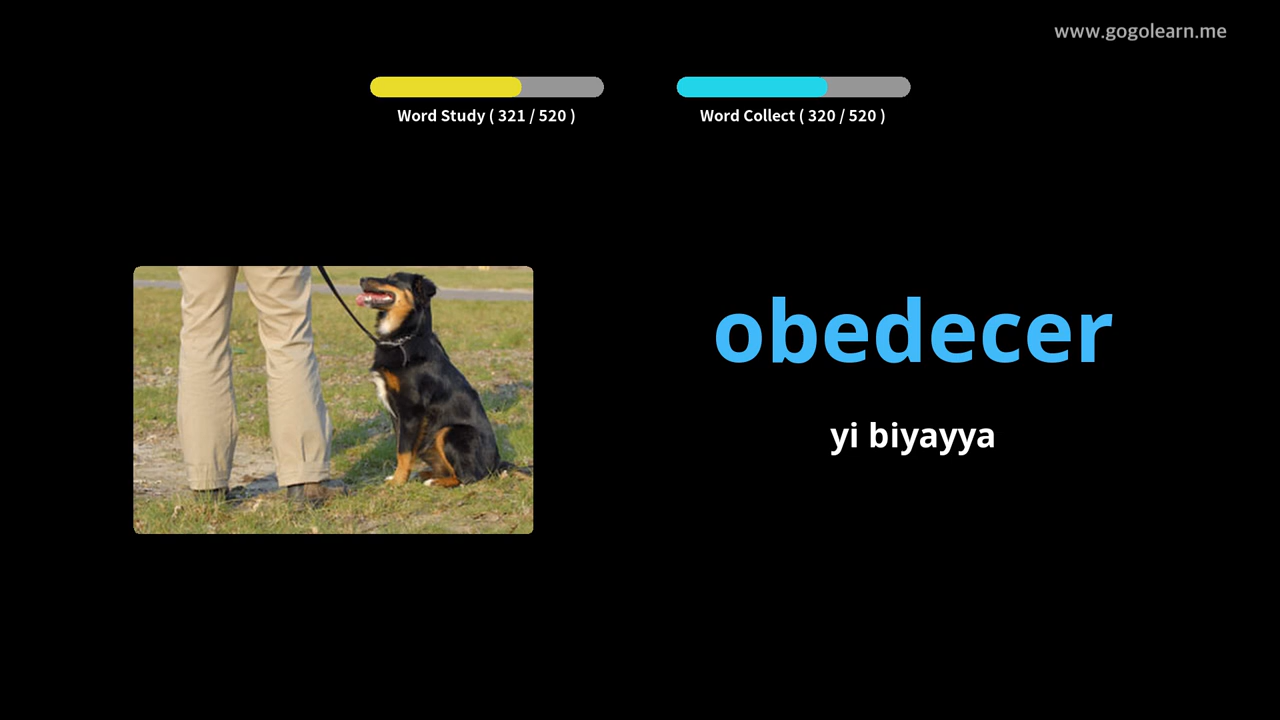 www.gogolearn.me
Word Study ( 321 / 520 )
Word Collect ( 320 / 520 )
obedecer
yi biyayya